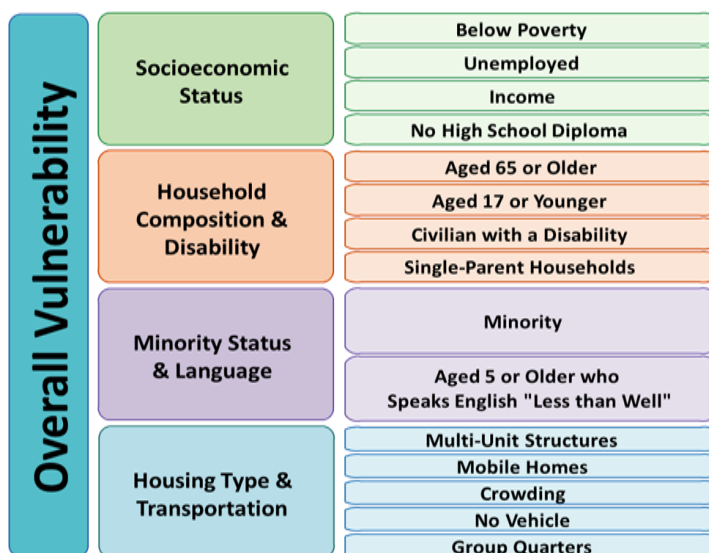 Overall Vulnerability
Socioeconomic
Status
Below Poverty
Unemployed
Income
No High School Diploma
Household
Composition &
Disability
Aged 65 or Older
Aged 17 or Younger
Civilian with a Disability
Single-Parent Households
Minority Status
& Language
Minority
Aged 5 or Older who
Speaks English "Less than Well"
Housing Type &
Transportation
Multi-Unit Structures
Mobile Homes
Crowding
No Vehicle
Group Quarters